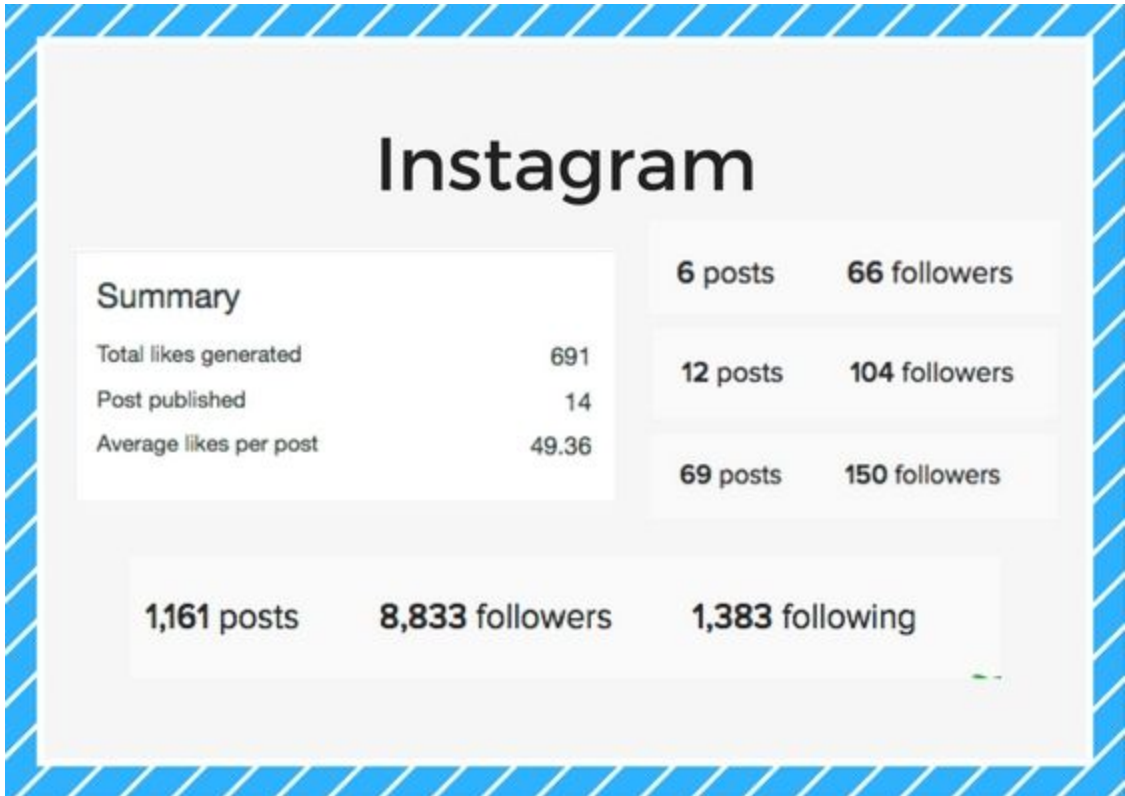 Instagram
Summary
Total likes generated 691
Post published 14
Average likes per post 49.36
6 posts 66 followers
12 posts 104 followers
69 posts 150 followers
1,161 posts 8,833 followers 1,383 following